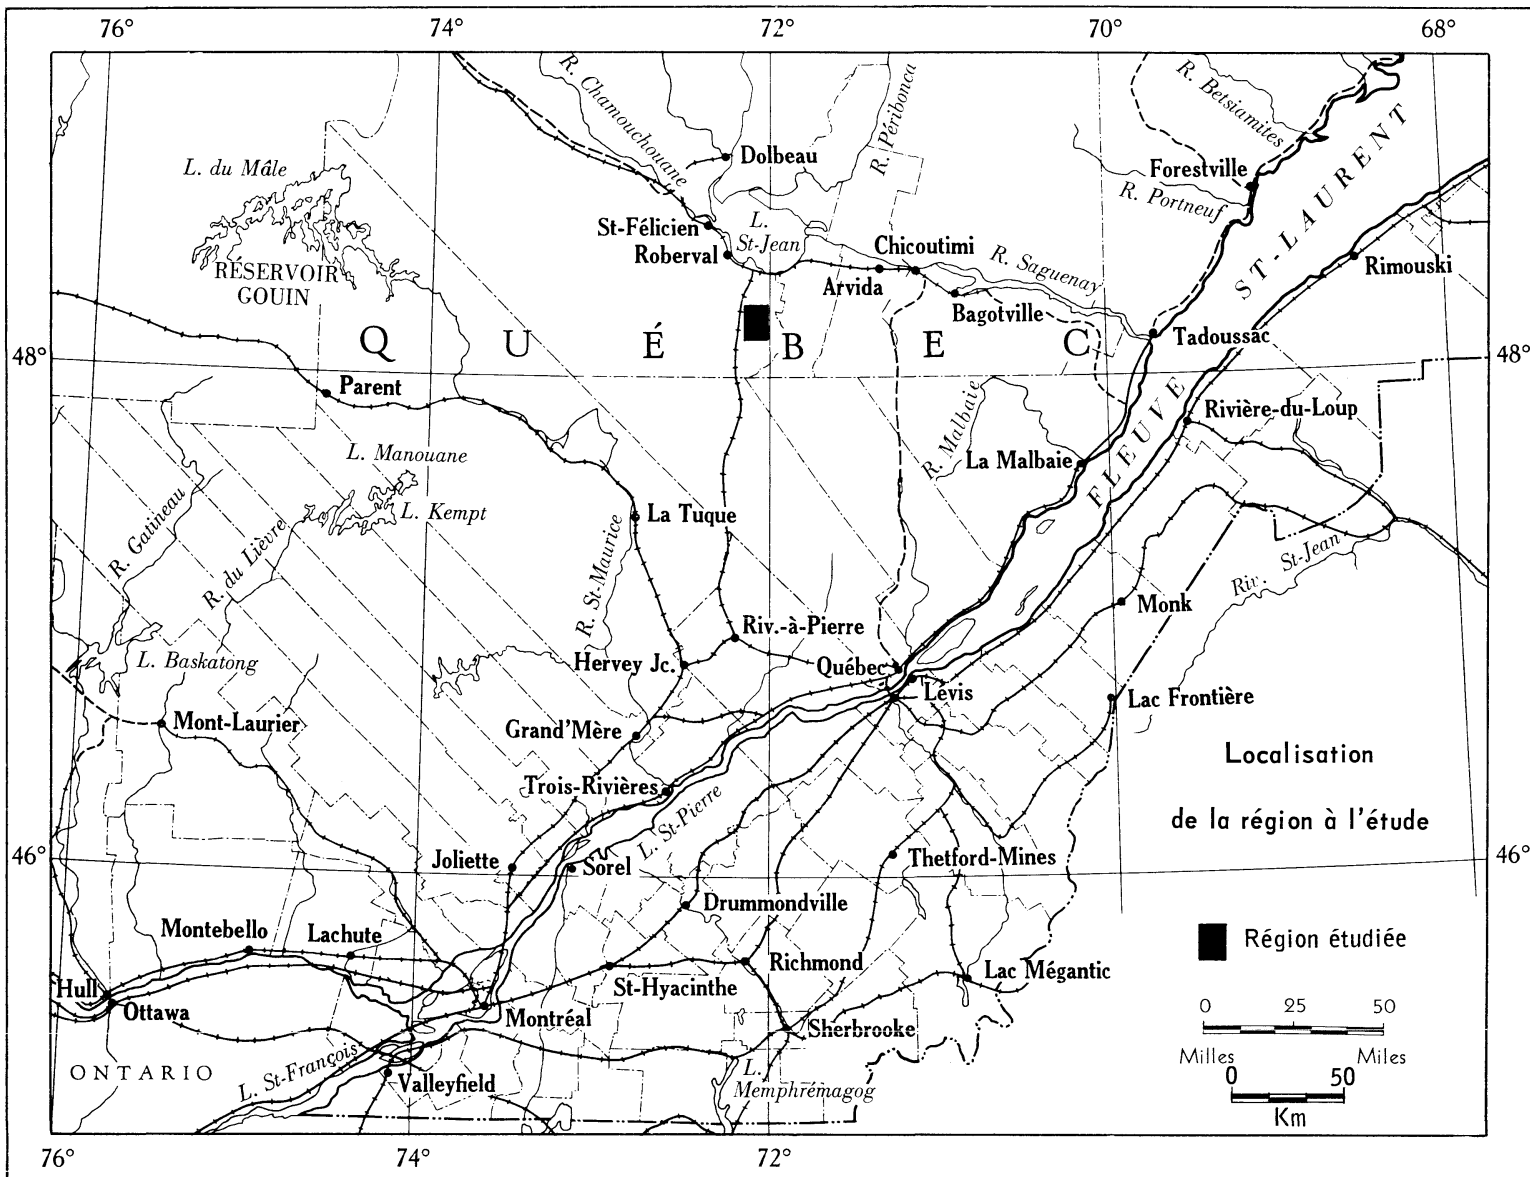 76° 74° 72° 70° 68°
R. Chamouchouane
R. Péribonca
R. Betsiamites
Dolbeau
L. du Mâle
Forestville
R. Portneuf
ST-LAURENT
St-Félicien
L.
St-Jean
Roberval
Chicoutimi
R. Saguenay
Rimouski
RÉSERVOIR
GOUIN
Arvida
Bagotville
Tadoussac
QUÉBEC
48° 48°
Parent
R. Malbaie
FLEUVE
Rivière-du-Loup
L. Manouane
La Malbaie
L. Kempt
La Tuque
R. Gatineau
R. du Lièvre
R. St-Maurice
Riv. St-Jean
Monk
Riv.-à-Pierre
L. Baskatong
Hervey Jc.
Québec
Lévis
Lac Frontière
Mont-Laurier
Grand'Mère
Localisation
Trois-Rivières
L. St-Pierre
de la région à l'étude
46° 46°
Joliette
Sorel
Thetford-Mines
Drummondville
Montebello
Lachute
Région étudiée
Richmond
Lac Mégantic
Hull
St-Hyacinthe
Ottawa
Montréal
Sherbrooke
0 25 50
Milles Miles
ONTARIO
L. St-François
Valleyfield
L.
Memphrémagog
0 50
Km
76° 74° 72°